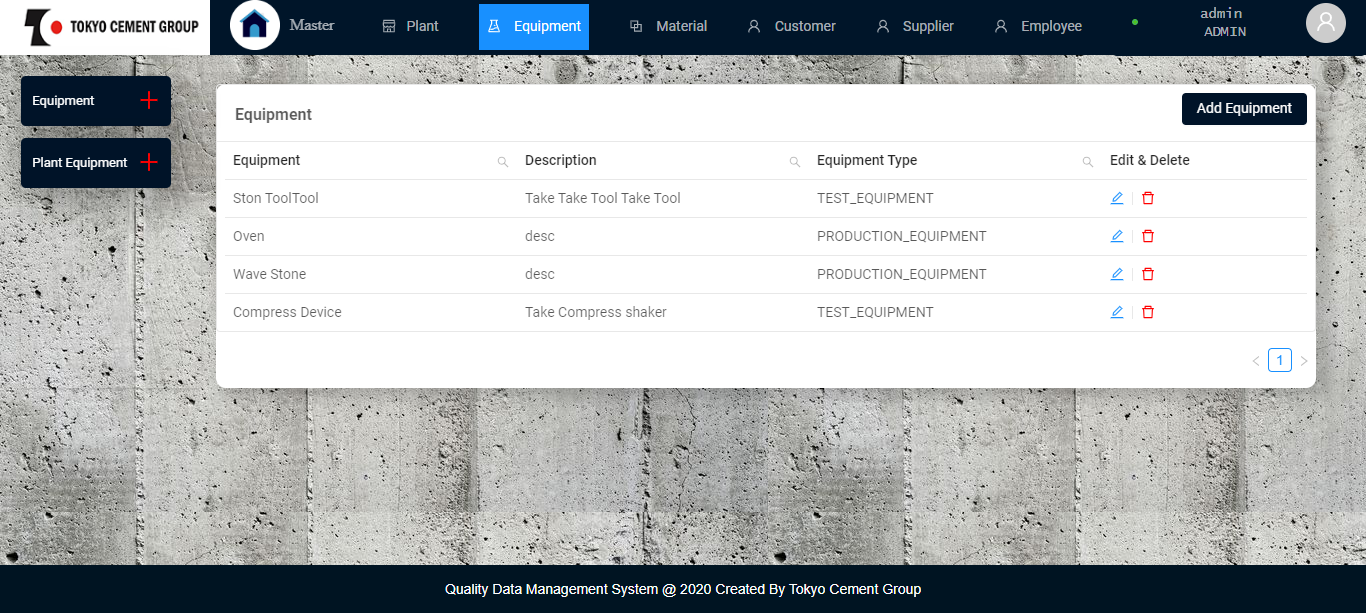 TOKYO CEMENT GROUP
Master
Plant
Equipment
Material
Customer
Supplier
Employee
admin
ADMIN
Equipment
Plant Equipment
Equipment
Add Equipment
Equipment Description Equipment Type Edit & Delete
Ston ToolTool Take Take Tool Take Tool TEST_EQUIPMENT
Oven desc PRODUCTION_EQUIPMENT
Wave Stone desc PRODUCTION_EQUIPMENT
Compress Device Take Compress shaker TEST_EQUIPMENT
< 1 >
Quality Data Management System @ 2020 Created By Tokyo Cement Group